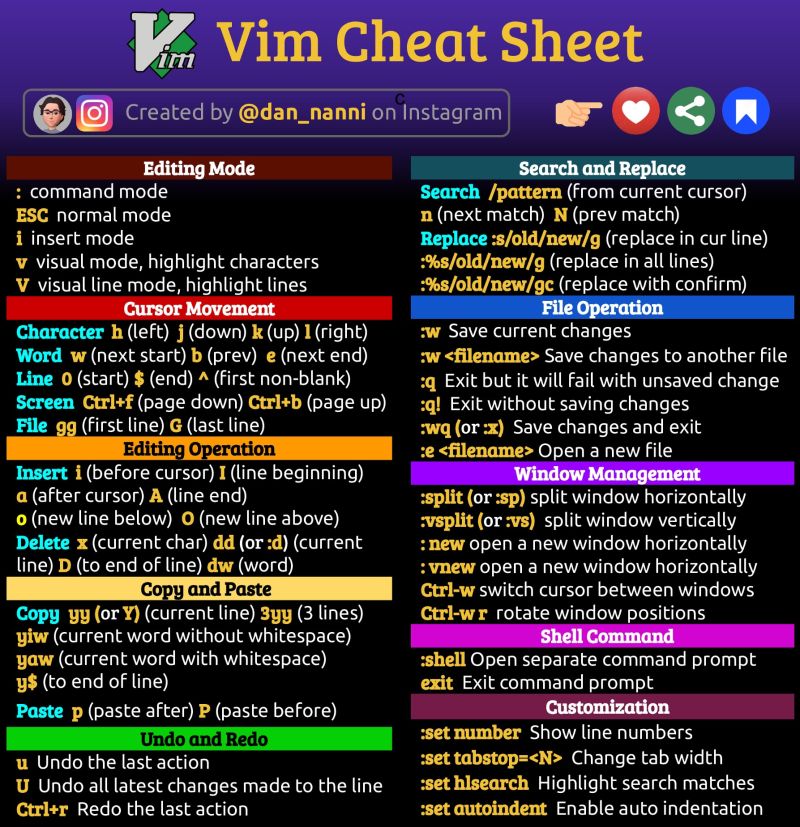 Vim
Vim Cheat Sheet
Created by @dan_nanni on Instagram
C
Editing Mode
: command mode
ESC normal mode
i insert mode
v visual mode, highlight characters
V visual line mode, highlight lines
Cursor Movement
Character h (left) j (down) k (up) l (right)
Word w (next start) b (prev) e (next end)
Line 0 (start) $ (end) ^ (first non-blank)
Screen Ctrl+f (page down) Ctrl+b (page up)
File gg (first line) G (last line)
Editing Operation
Insert i (before cursor) I (line beginning)
a (after cursor) A (line end)
o (new line below) O (new line above)
Delete x (current char) dd (or :d) (current
line) D (to end of line) dw (word)
Copy and Paste
Copy yy (or Y) (current line) 3yy (3 lines)
yiw (current word without whitespace)
yaw (current word with whitespace)
y$ (to end of line)
Paste p (paste after) P (paste before)
Undo and Redo
u Undo the last action
U Undo all latest changes made to the line
Ctrl+r Redo the last action
Search and Replace
Search /pattern (from current cursor)
n (next match) N (prev match)
Replace :s/old/new/g (replace in cur line)
:%s/old/new/g (replace in all lines)
:%s/old/new/gc (replace with confirm)
File Operation
:w Save current changes
:w <filename> Save changes to another file
:q Exit but it will fail with unsaved change
:q! Exit without saving changes
:wq (or :x) Save changes and exit
:e <filename> Open a new file
Window Management
:split (or :sp) split window horizontally
:vsplit (or :vs) split window vertically
: new open a new window horizontally
: vnew open a new window horizontally
Ctrl-w switch cursor between windows
Ctrl-w r rotate window positions
Shell Command
:shell Open separate command prompt
exit Exit command prompt
Customization
:set number Show line numbers
:set tabstop=<N> Change tab width
:set hlsearch Highlight search matches
:set autoindent Enable auto indentation